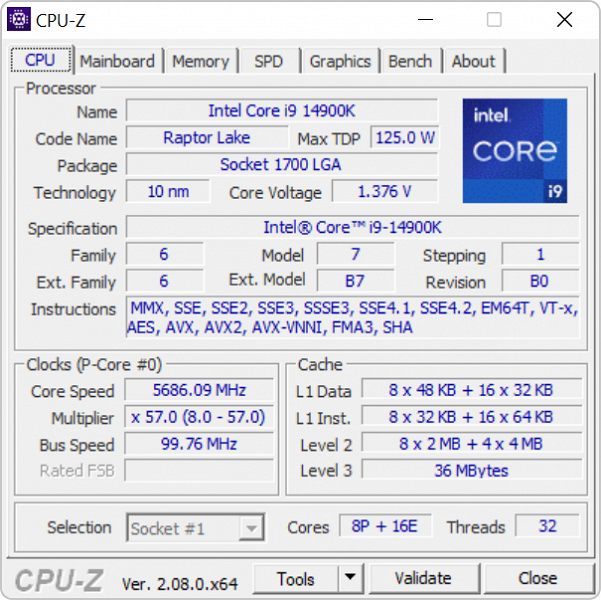 CPU-Z
CPU Mainboard Memory SPD Graphics Bench About
Processor
Name Intel Core i9 14900K
Code Name Raptor Lake Max TDP 125.0 W
Package Socket 1700 LGA
Technology 10 nm Core Voltage 1.376 V
intel.
CORE
i9
Specification Intel® Core™ i9-14900K
Family 6 Model 7 Stepping 1
Ext. Family 6 Ext. Model B7 Revision B0
Instructions MMX, SSE, SSE2, SSE3, SSSE3, SSE4.1, SSE4.2, EM64T, VT-x,
AES, AVX, AVX2, AVX-VNNI, FMA3, SHA
Clocks (P-Core #0)
Core Speed 5686.09 MHz
Multiplier x 57.0 (8.0 - 57.0)
Bus Speed 99.76 MHz
Rated FSB
Cache
L1 Data 8 x 48 KB + 16 x 32 KB
L1 Inst. 8 x 32 KB + 16 x 64 KB
Level 2 8 x 2 MB + 4 x 4 MB
Level 3 36 MBytes
Selection Socket #1 Cores 8P + 16E Threads 32
CPU-Z Ver. 2.08.0.x64 Tools Validate Close